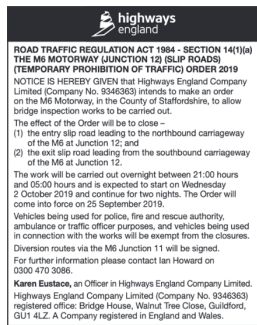 highways
england
ROAD TRAFFIC REGULATION ACT 1984 - SECTION 14(1)(a)
THE M6 MOTORWAY (JUNCTION 12) (SLIP ROADS)
(TEMPORARY PROHIBITION OF TRAFFIC) ORDER 2019
NOTICE IS HEREBY GIVEN that Highways England Company
Limited (Company No. 9346363) intends to make an order
on the M6 Motorway, in the County of Staffordshire, to allow
bridge inspection works to be carried out.
The effect of the Order will be to close –
(1) the entry slip road leading to the northbound carriageway
of the M6 at Junction 12; and
(2) the exit slip road leading from the southbound carriageway
of the M6 at Junction 12.
The work will be carried out overnight between 21:00 hours
and 05:00 hours and is expected to start on Wednesday
2 October 2019 and continue for two nights. The Order will
come into force on 25 September 2019.
Vehicles being used for police, fire and rescue authority,
ambulance or traffic officer purposes, and vehicles being used
in connection with the works will be exempt from the closures.
Diversion routes via the M6 Junction 11 will be signed.
For further information please contact Ian Howard on
0300 470 3086.
Karen Eustace, an Officer in Highways England Company Limited.
Highways England Company Limited (Company No. 9346363)
registered office: Bridge House, Walnut Tree Close, Guildford,
GU1 4LZ. A Company registered in England and Wales.